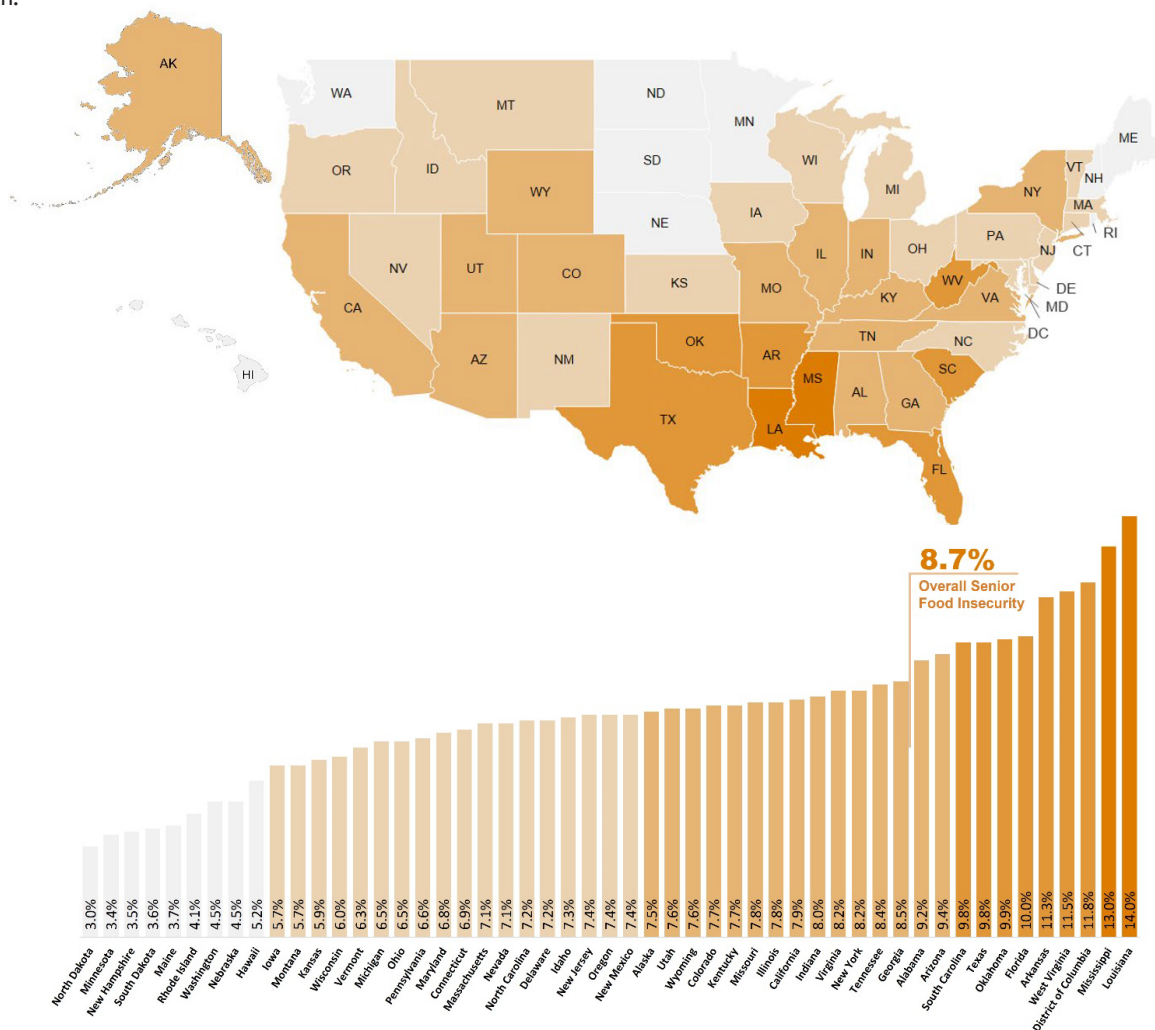 n.
AK
WA
MT
ND
MN
ME
OR
ID
SD
WI
VT
NH
WY
MI
NY
MA
RI
CT
NE
IA
PA
NJ
NV
UT
CO
IL
IN
OH
DE
MD
DC
CA
KS
MO
WV
VA
KY
AZ
NM
OK
AR
TN
NC
SC
HI
TX
LA
MS
AL
GA
FL
8.7%
Overall Senior
Food Insecurity
3.0%
3.4%
3.5%
3.6%
3.7%
4.1%
4.5%
4.5%
5.2%
5.7%
5.7%
5.9%
6.0%
6.3%
6.5%
6.5%
6.6%
6.8%
6.9%
7.1%
7.1%
7.2%
7.2%
7.3%
7.4%
7.4%
7.4%
7.5%
7.6%
7.6%
7.7%
7.7%
7.8%
7.8%
7.9%
8.0%
8.2%
8.2%
8.4%
8.5%
9.2%
9.4%
9.8%
9.8%
9.9%
10.0%
11.3%
11.5%
11.8%
13.0%
14.0%
North Dakota
Minnesota
New Hampshire
South Dakota
Maine
Rhode Island
Washington
Nebraska
Hawaii
Iowa
Montana
Kansas
Wisconsin
Vermont
Michigan
Ohio
Pennsylvania
Maryland
Connecticut
Massachusetts
Nevada
North Carolina
Delaware
Idaho
New Jersey
Oregon
New Mexico
Alaska
Utah
Wyoming
Colorado
Kentucky
Missouri
Illinois
California
Indiana
Virginia
New York
Tennessee
Georgia
Alabama
Arizona
South Carolina
Texas
Oklahoma
Florida
Arkansas
West Virginia
District of Columbia
Mississippi
Louisiana